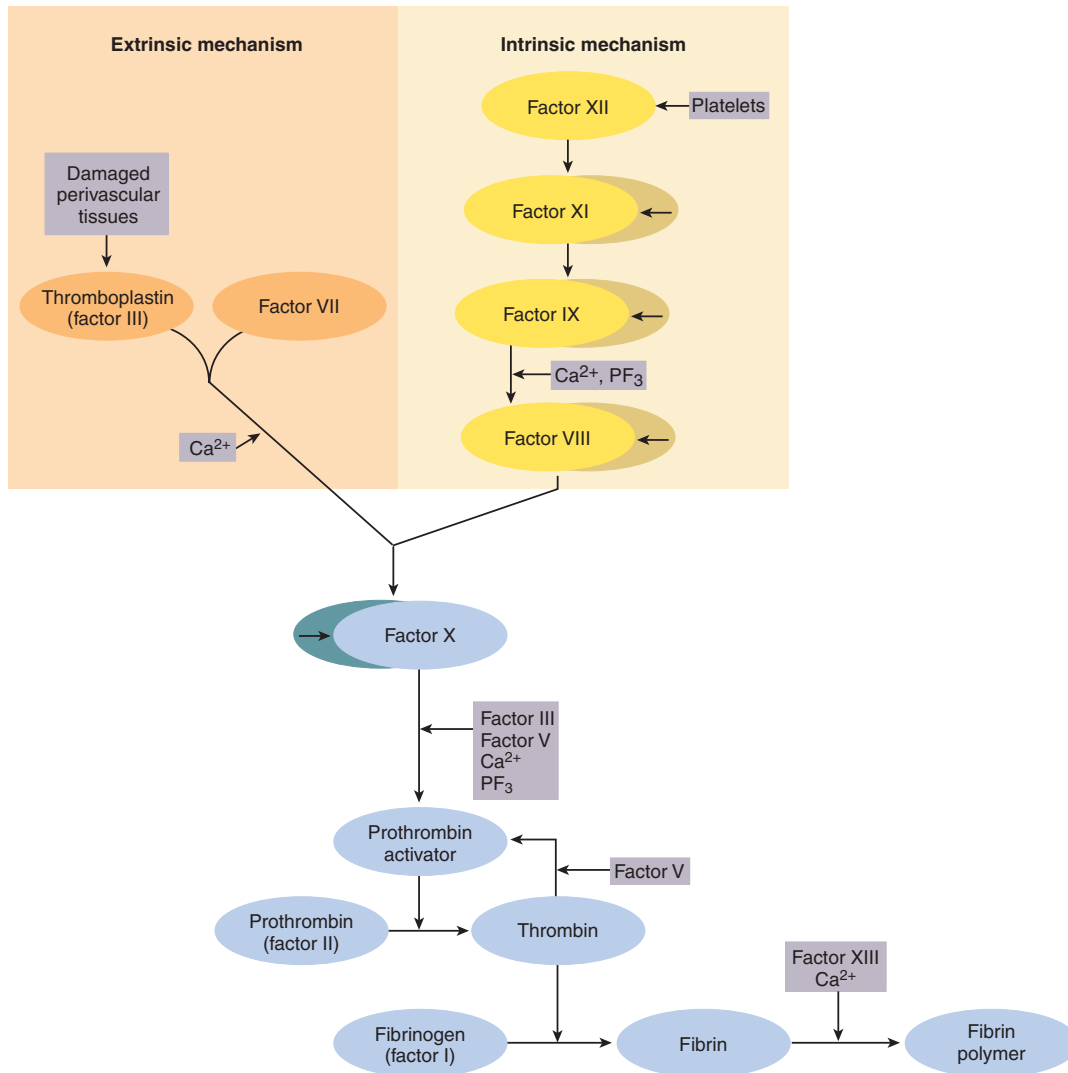 Extrinsic mechanism
Intrinsic mechanism
Factor XII
Platelets
Damaged
perivascular
tissues
Factor XI
Thromboplastin
(factor III)
Factor VII
Factor IX
Ca²⁺, PF₃
Factor VIII
Ca²⁺
Factor X
Factor III
Factor V
Ca²⁺
PF₃
Prothrombin
activator
Factor V
Prothrombin
(factor II)
Thrombin
Factor XIII
Ca²⁺
Fibrinogen
(factor I)
Fibrin
Fibrin
polymer